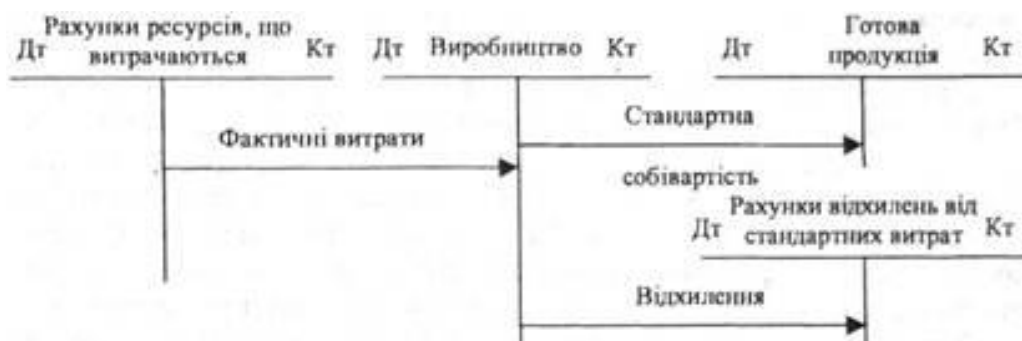 Рахунки ресурсів, що
Дт витрачаються Кт
Дт Виробництво Кт
Готова
Дт продукція Кт
Стандартна
Фактичні витрати
собівартість
Рахунки відхилень від
Дт стандартних витрат Кт
Відхилення